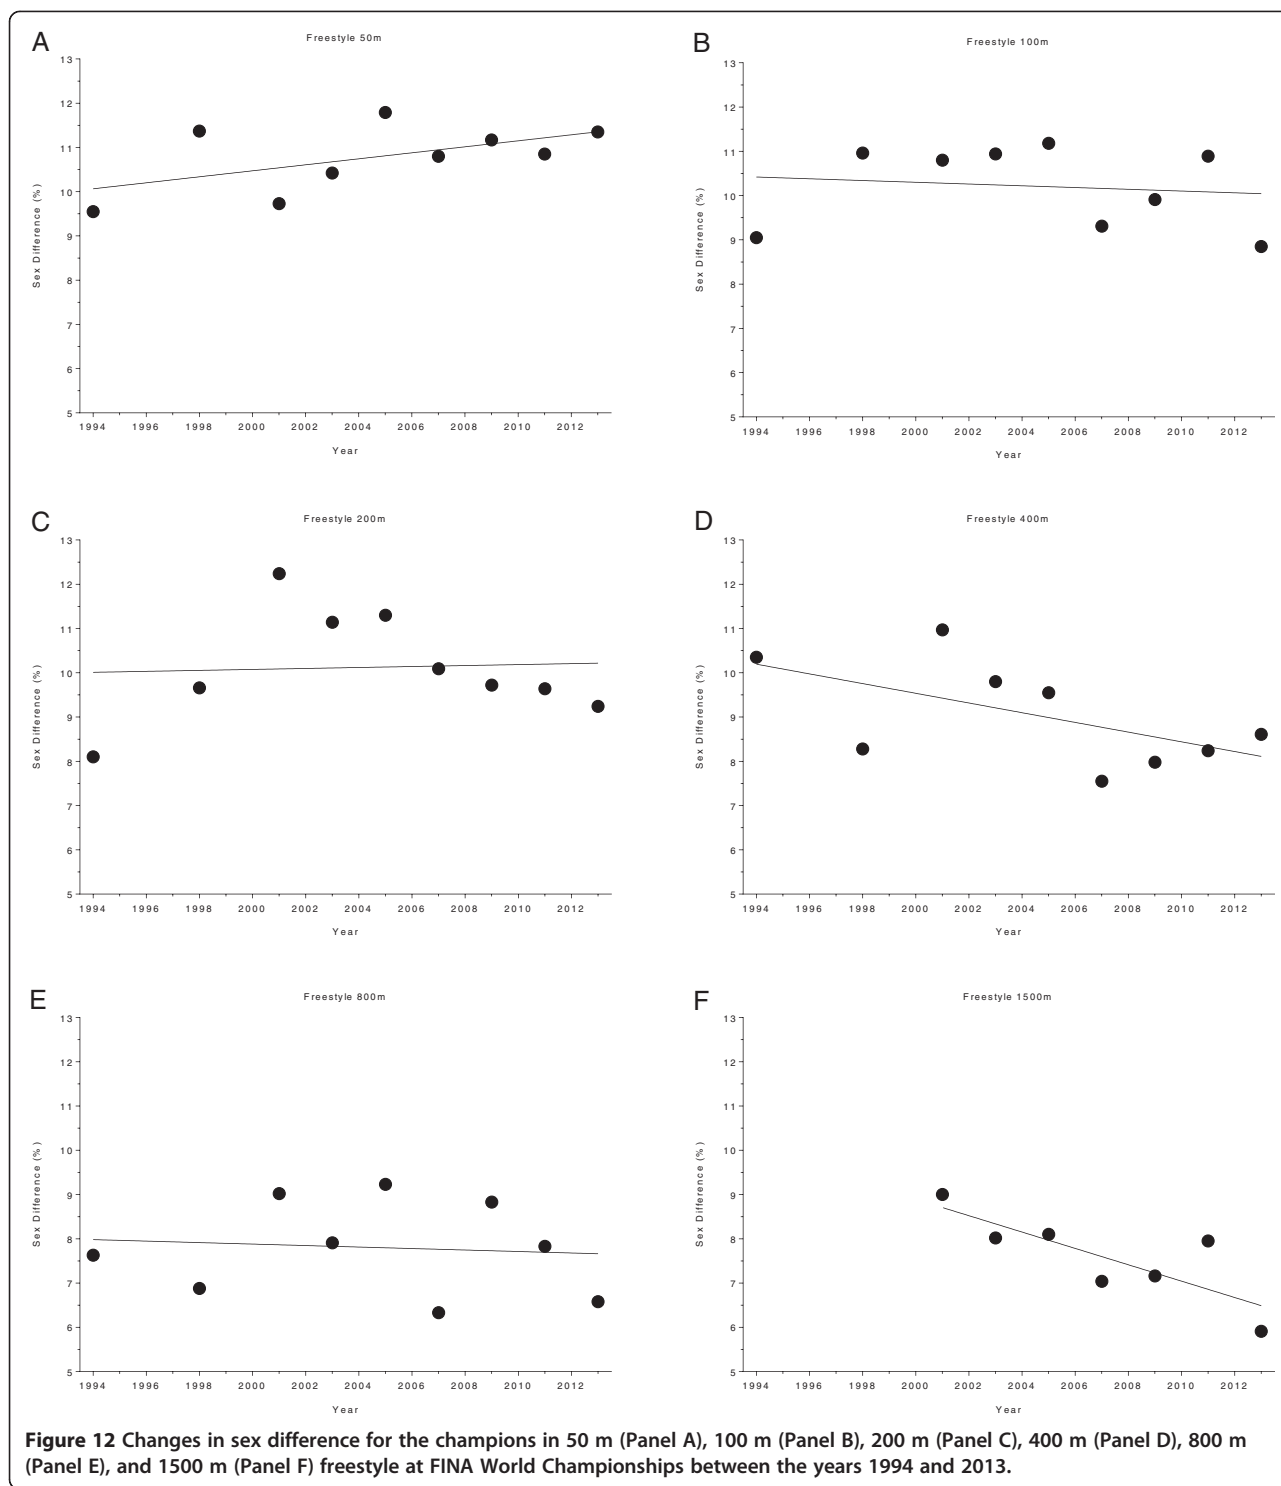 A
Freestyle 50m
13
12
11
10
9
8
7
6
5
Sex Difference (%)
1994 1996 1998 2000 2002 2004 2006 2008 2010 2012
Year
B
Freestyle 100m
13
12
11
10
9
8
7
6
5
Sex Difference (%)
1994 1996 1998 2000 2002 2004 2006 2008 2010 2012
Year
C
Freestyle 200m
13
12
11
10
9
8
7
6
5
Sex Difference (%)
1994 1996 1998 2000 2002 2004 2006 2008 2010 2012
Year
D
Freestyle 400m
13
12
11
10
9
8
7
6
5
Sex Difference (%)
1994 1996 1998 2000 2002 2004 2006 2008 2010 2012
Year
E
Freestyle 800m
13
12
11
10
9
8
7
6
5
Sex Difference (%)
1994 1996 1998 2000 2002 2004 2006 2008 2010 2012
Year
F
Freestyle 1500m
13
12
11
10
9
8
7
6
5
Sex Difference (%)
1994 1996 1998 2000 2002 2004 2006 2008 2010 2012
Year
Figure 12 Changes in sex difference for the champions in 50 m (Panel A), 100 m (Panel B), 200 m (Panel C), 400 m (Panel D), 800 m
(Panel E), and 1500 m (Panel F) freestyle at FINA World Championships between the years 1994 and 2013.